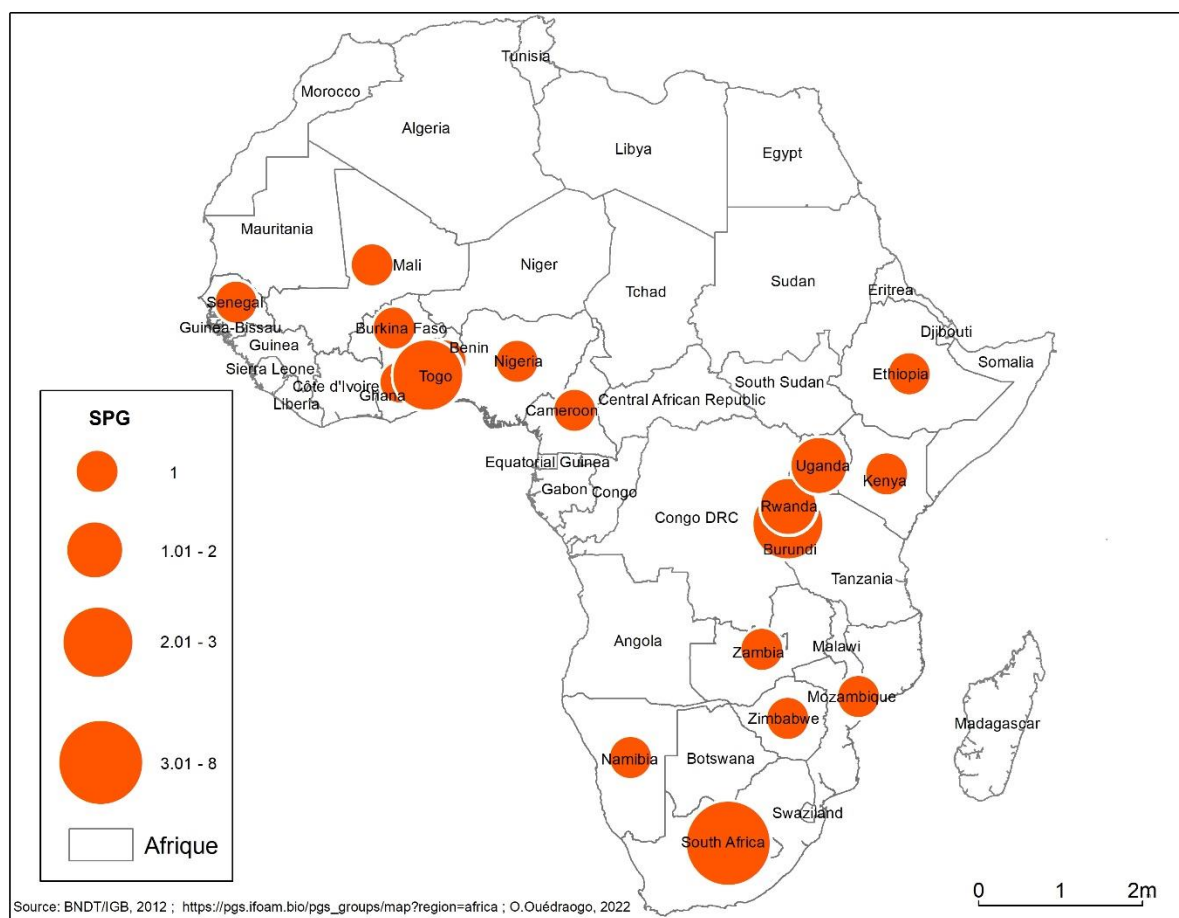 Tunisia
Morocco
Algeria
Libya
Egypt
Mauritania
Mali
Niger
Tchad
Sudan
Eritrea
Senegal
Guinea-Bissau
Burkina Faso
Djibouti
Guinea
Benin
Nigeria
Somalia
Sierra Leone
Togo
Ethiopia
South Sudan
Côte d'Ivoire
Ghana
Liberia
Central African Republic
Cameroon
Equatorial Guinea
Uganda
Kenya
Gabon
Congo
Rwanda
Congo DRC
Burundi
Tanzania
Angola
Zambia
Malawi
Mozambique
Zimbabwe
Madagascar
Namibia
Botswana
Swaziland
South Africa
SPG
1
1.01 - 2
2.01 - 3
3.01 - 8
Afrique
0 1 2m
Source: BNDT/IGB, 2012 ; https://pgs.ifoam.bio/pgs_groups/map?region=africa ; O.Ouédraogo, 2022